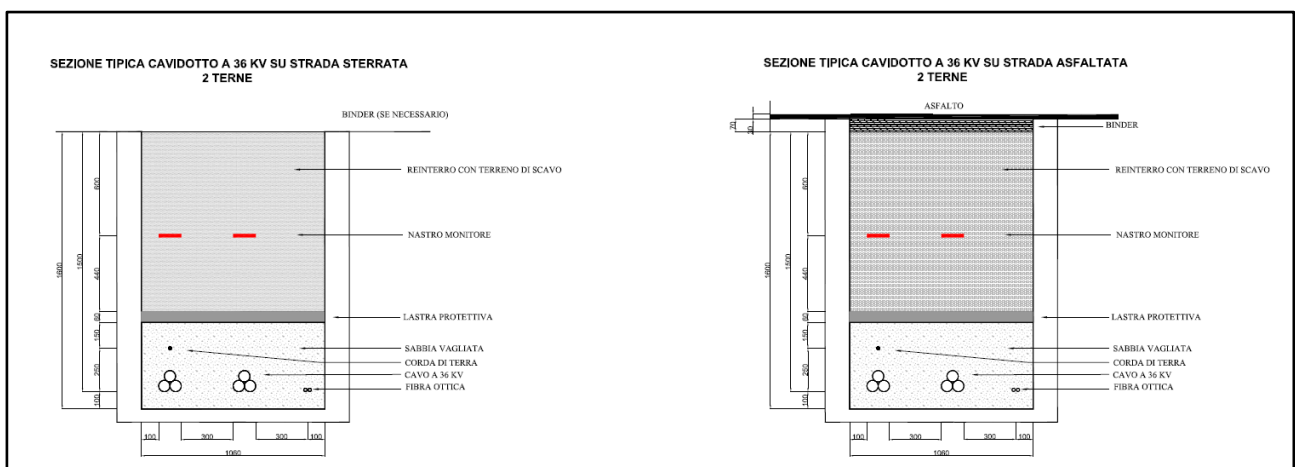 SEZIONE TIPICA CAVIDOTTO A 36 KV SU STRADA STERRATA
2 TERNE
BINDER (SE NECESSARIO)
REINTERRO CON TERRENO DI SCAVO
NASTRO MONITORE
LASTRA PROTETTIVA
SABBIA VAGLIATA
CORDA DI TERRA
CAVO A 36 KV
FIBRA OTTICA
1600
1500
600
440
60
150
250
100
100 300 300 100
1060
SEZIONE TIPICA CAVIDOTTO A 36 KV SU STRADA ASFALTATA
2 TERNE
ASFALTO
BINDER
REINTERRO CON TERRENO DI SCAVO
NASTRO MONITORE
LASTRA PROTETTIVA
SABBIA VAGLIATA
CORDA DI TERRA
CAVO A 36 KV
FIBRA OTTICA
70
30
1600
1500
600
440
60
150
250
100
100 300 300 100
1060